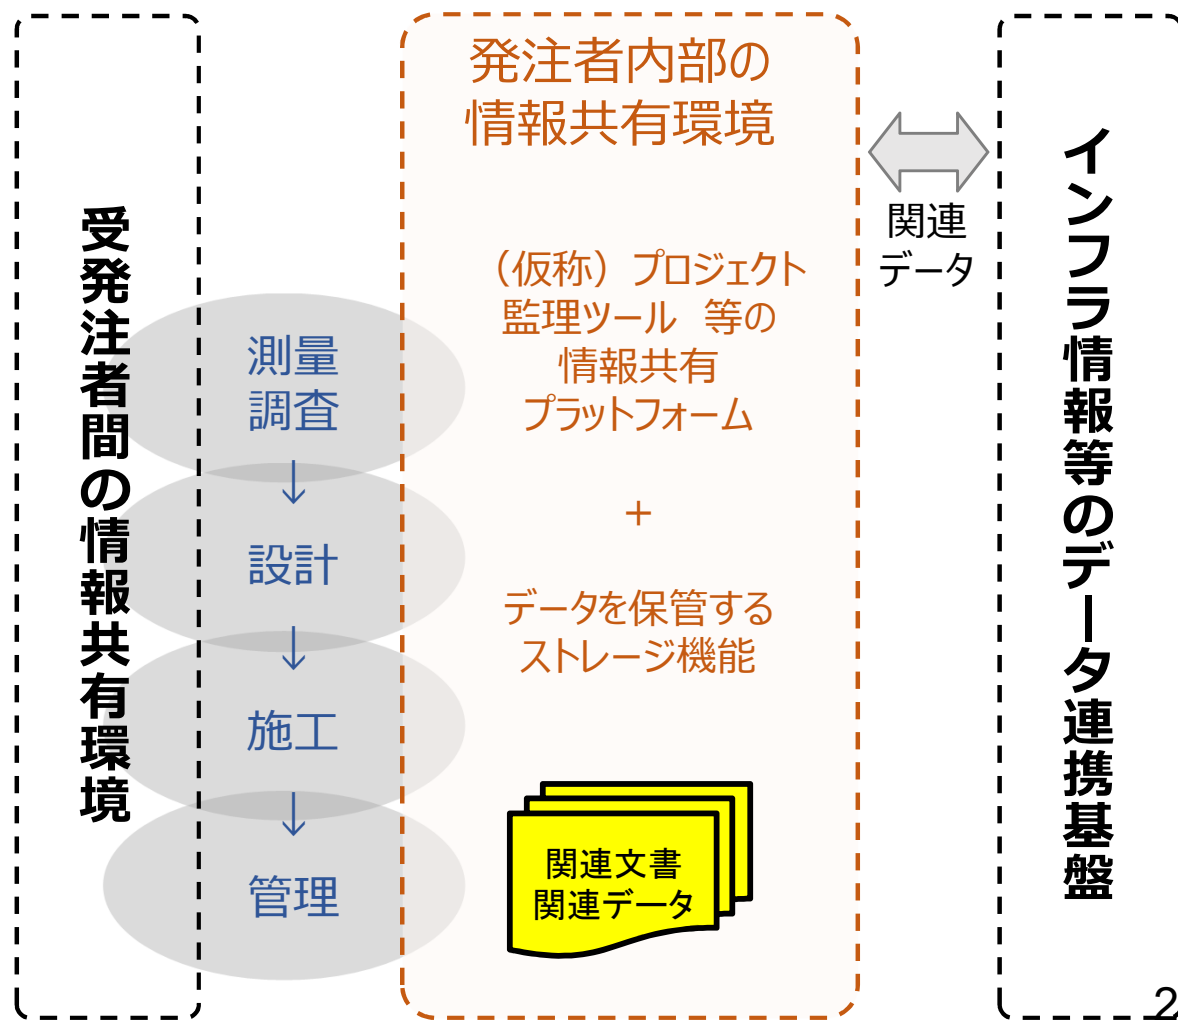 受発注者間の情報共有環境
測量
調査
↓
設計
↓
施工
↓
管理
発注者内部の
情報共有環境
（仮称）プロジェクト
監理ツール 等の
情報共有
プラットフォーム
+
データを保管する
ストレージ機能
関連文書
関連データ
関連
データ
インフラ情報等のデータ連携基盤
2